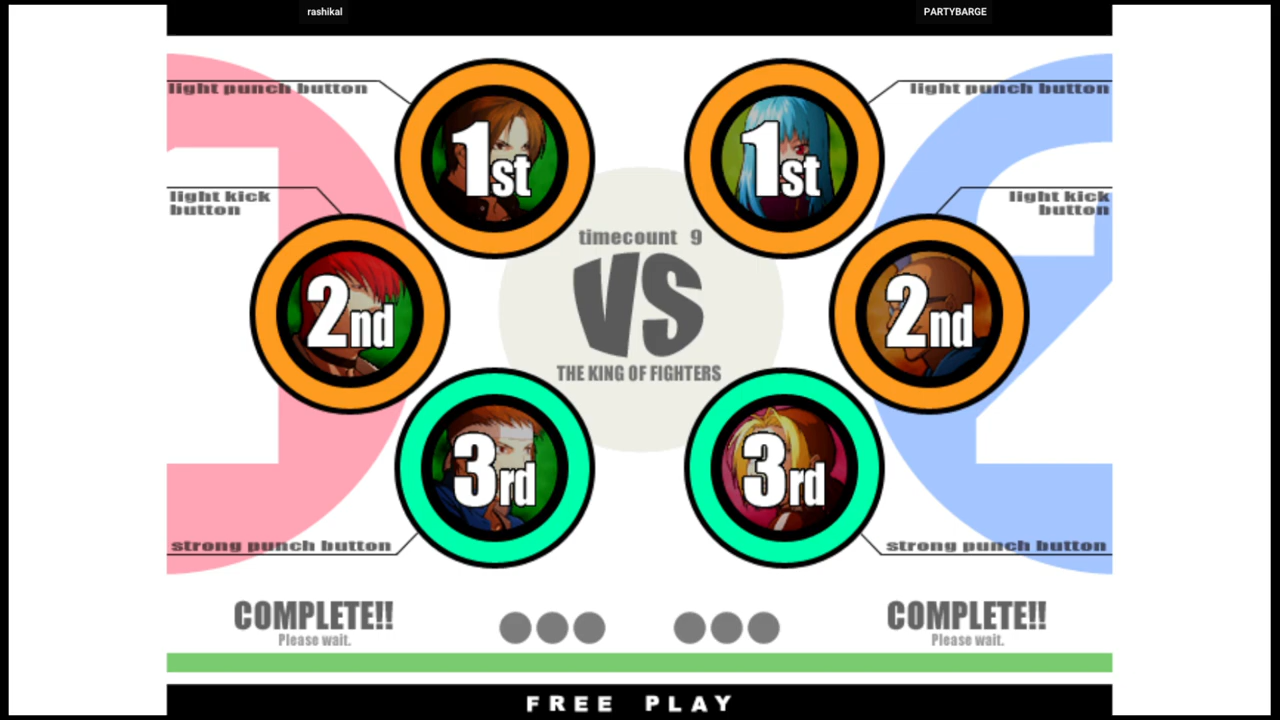 rashikal
PARTYBARGE
light punch button
light punch button
1st
1st
light kick
button
light kick
button
timecount 9
VS
2nd
2nd
THE KING OF FIGHTERS
3rd
3rd
strong punch button
strong punch button
COMPLETE!!
Please wait.
COMPLETE!!
Please wait.
FREE PLAY